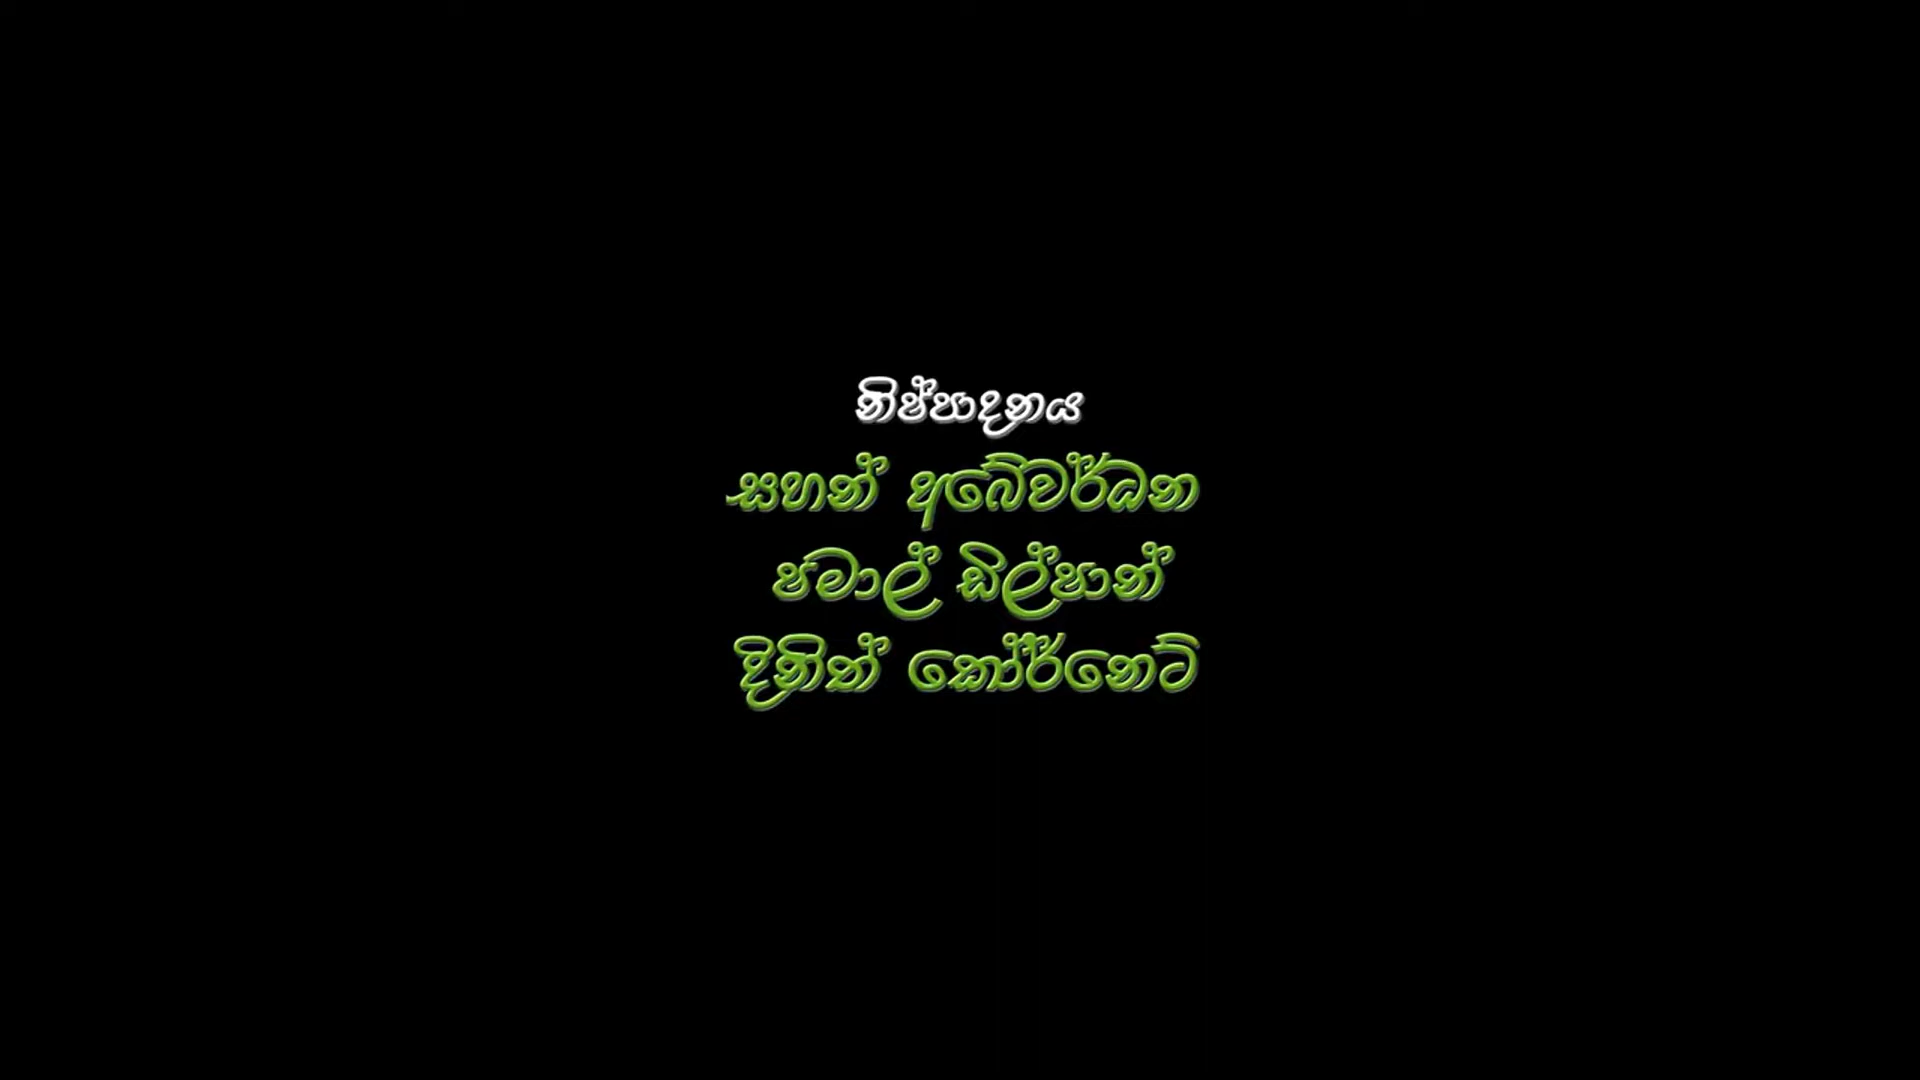 නිෂ්පාදනය
සහන් අබේවර්ධන
ජමාල් ඩිල්ෂාන්
දිනිත් කෝර්නෙට්